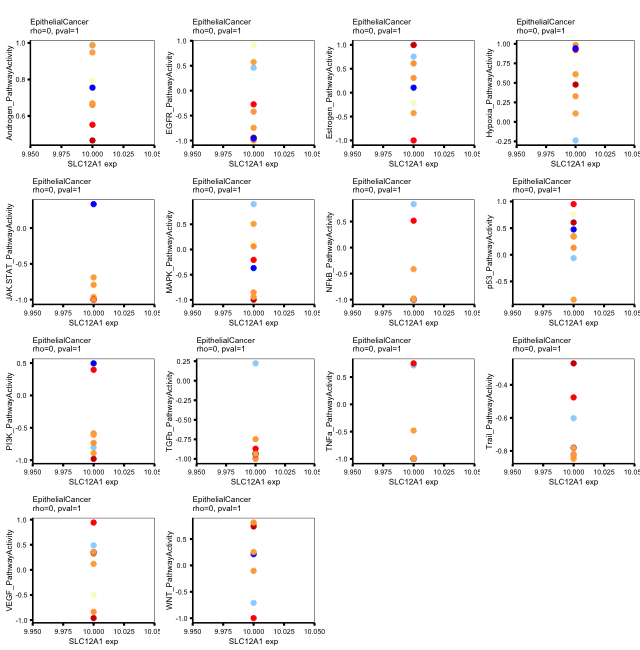 EpithelialCancer
rho=0, pval=1
Androgen_PathwayActivity
1.0
0.8
0.6
9.950 9.975 10.000 10.025 10.05
SLC12A1 exp
EpithelialCancer
rho=0, pval=1
EGFR_PathwayActivity
1.0
0.5
0.0
-0.5
-1.0
9.950 9.975 10.000 10.025 10.05
SLC12A1 exp
EpithelialCancer
rho=0, pval=1
Estrogen_PathwayActivity
1.0
0.5
0.0
-0.5
-1.0
9.950 9.975 10.000 10.025 10.05
SLC12A1 exp
EpithelialCancer
rho=0, pval=1
Hypoxia_PathwayActivity
1.00
0.75
0.50
0.25
0.00
-0.25
9.950 9.975 10.000 10.025 10.05
SLC12A1 exp
EpithelialCancer
rho=0, pval=1
JAK.STAT_PathwayActivity
0.0
-0.5
-1.0
9.950 9.975 10.000 10.025 10.05
SLC12A1 exp
EpithelialCancer
rho=0, pval=1
MAPK_PathwayActivity
0.5
0.0
-0.5
-1.0
9.950 9.975 10.000 10.025 10.05
SLC12A1 exp
EpithelialCancer
rho=0, pval=1
NFkB_PathwayActivity
0.5
0.0
-0.5
-1.0
9.950 9.975 10.000 10.025 10.05
SLC12A1 exp
EpithelialCancer
rho=0, pval=1
p53_PathwayActivity
1.0
0.5
0.0
-0.5
9.950 9.975 10.000 10.025 10.05
SLC12A1 exp
EpithelialCancer
rho=0, pval=1
PI3K_PathwayActivity
0.5
0.0
-0.5
-1.0
9.950 9.975 10.000 10.025 10.05
SLC12A1 exp
EpithelialCancer
rho=0, pval=1
TGFb_PathwayActivity
0.25
0.00
-0.25
-0.50
-0.75
-1.00
9.950 9.975 10.000 10.025 10.05
SLC12A1 exp
EpithelialCancer
rho=0, pval=1
TNFa_PathwayActivity
0.5
0.0
-0.5
-1.0
9.950 9.975 10.000 10.025 10.05
SLC12A1 exp
EpithelialCancer
rho=0, pval=1
Trail_PathwayActivity
-0.4
-0.6
-0.8
9.950 9.975 10.000 10.025 10.05
SLC12A1 exp
EpithelialCancer
rho=0, pval=1
VEGF_PathwayActivity
1.0
0.5
0.0
-0.5
-1.0
9.950 9.975 10.000 10.025 10.05
SLC12A1 exp
EpithelialCancer
rho=0, pval=1
WNT_PathwayActivity
0.5
0.0
-0.5
-1.0
9.950 9.975 10.000 10.025 10.050
SLC12A1 exp